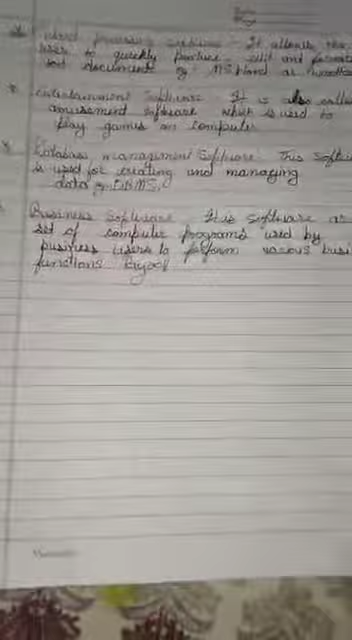 word processing software :- It allows the
user to quickly produce, edit and format
text documents eg: MS Word
Entertainment Software It is also called
amusement software which is used to
play games on computer
Database management Software This software
is used for creating and managing
data eg: DBMS.
Business Software It is software or
set of computer programs used by
business users to perform various busi
functions